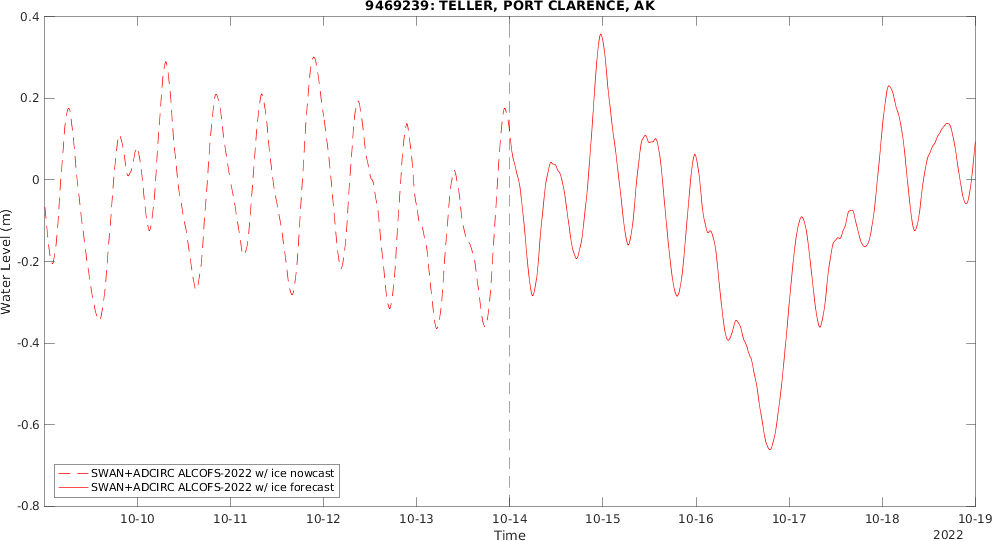 9469239: TELLER, PORT CLARENCE, AK
0.4
0.2
0
-0.2
-0.4
-0.6
-0.8
Water Level (m)
SWAN+ADCIRC ALCOFS-2022 w/ ice nowcast
SWAN+ADCIRC ALCOFS-2022 w/ ice forecast
10-10 10-11 10-12 10-13 10-14 10-15 10-16 10-17 10-18 10-19
Time
2022